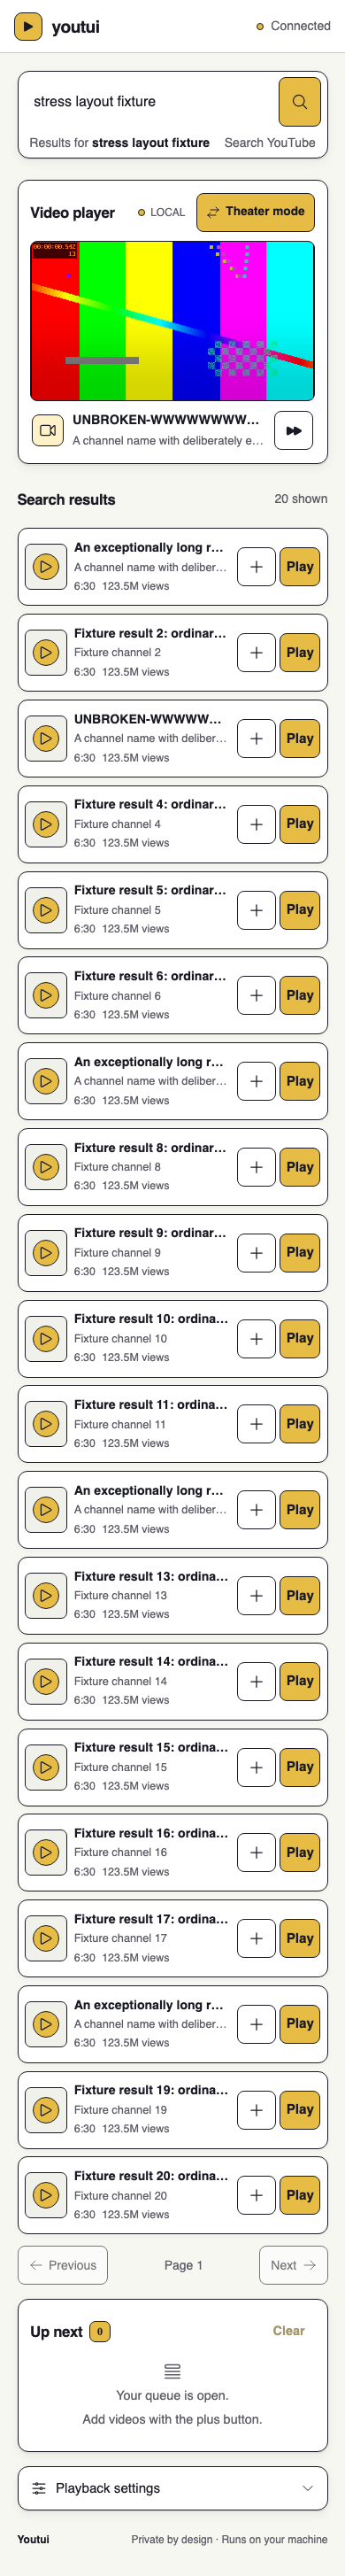 youtui
Connected
stress layout fixture
Results for stress layout fixture Search YouTube
Video player
LOCAL
Theater mode
00:00:00.542
13
UNBROKEN-WWWWWWWW...
A channel name with deliberately e...
Search results
20 shown
An exceptionally long r...
A channel name with deliber...
6:30 123.5M views
Play
Fixture result 2: ordinar...
Fixture channel 2
6:30 123.5M views
Play
UNBROKEN-WWWWW...
A channel name with deliber...
6:30 123.5M views
Play
Fixture result 4: ordinar...
Fixture channel 4
6:30 123.5M views
Play
Fixture result 5: ordinar...
Fixture channel 5
6:30 123.5M views
Play
Fixture result 6: ordinar...
Fixture channel 6
6:30 123.5M views
Play
An exceptionally long r...
A channel name with deliber...
6:30 123.5M views
Play
Fixture result 8: ordinar...
Fixture channel 8
6:30 123.5M views
Play
Fixture result 9: ordinar...
Fixture channel 9
6:30 123.5M views
Play
Fixture result 10: ordina...
Fixture channel 10
6:30 123.5M views
Play
Fixture result 11: ordina...
Fixture channel 11
6:30 123.5M views
Play
An exceptionally long r...
A channel name with deliber...
6:30 123.5M views
Play
Fixture result 13: ordina...
Fixture channel 13
6:30 123.5M views
Play
Fixture result 14: ordina...
Fixture channel 14
6:30 123.5M views
Play
Fixture result 15: ordina...
Fixture channel 15
6:30 123.5M views
Play
Fixture result 16: ordina...
Fixture channel 16
6:30 123.5M views
Play
Fixture result 17: ordina...
Fixture channel 17
6:30 123.5M views
Play
An exceptionally long r...
A channel name with deliber...
6:30 123.5M views
Play
Fixture result 19: ordina...
Fixture channel 19
6:30 123.5M views
Play
Fixture result 20: ordina...
Fixture channel 20
6:30 123.5M views
Play
Previous
Page 1
Next
Up next 0
Clear
Your queue is open.
Add videos with the plus button.
Playback settings
Youtui
Private by design · Runs on your machine